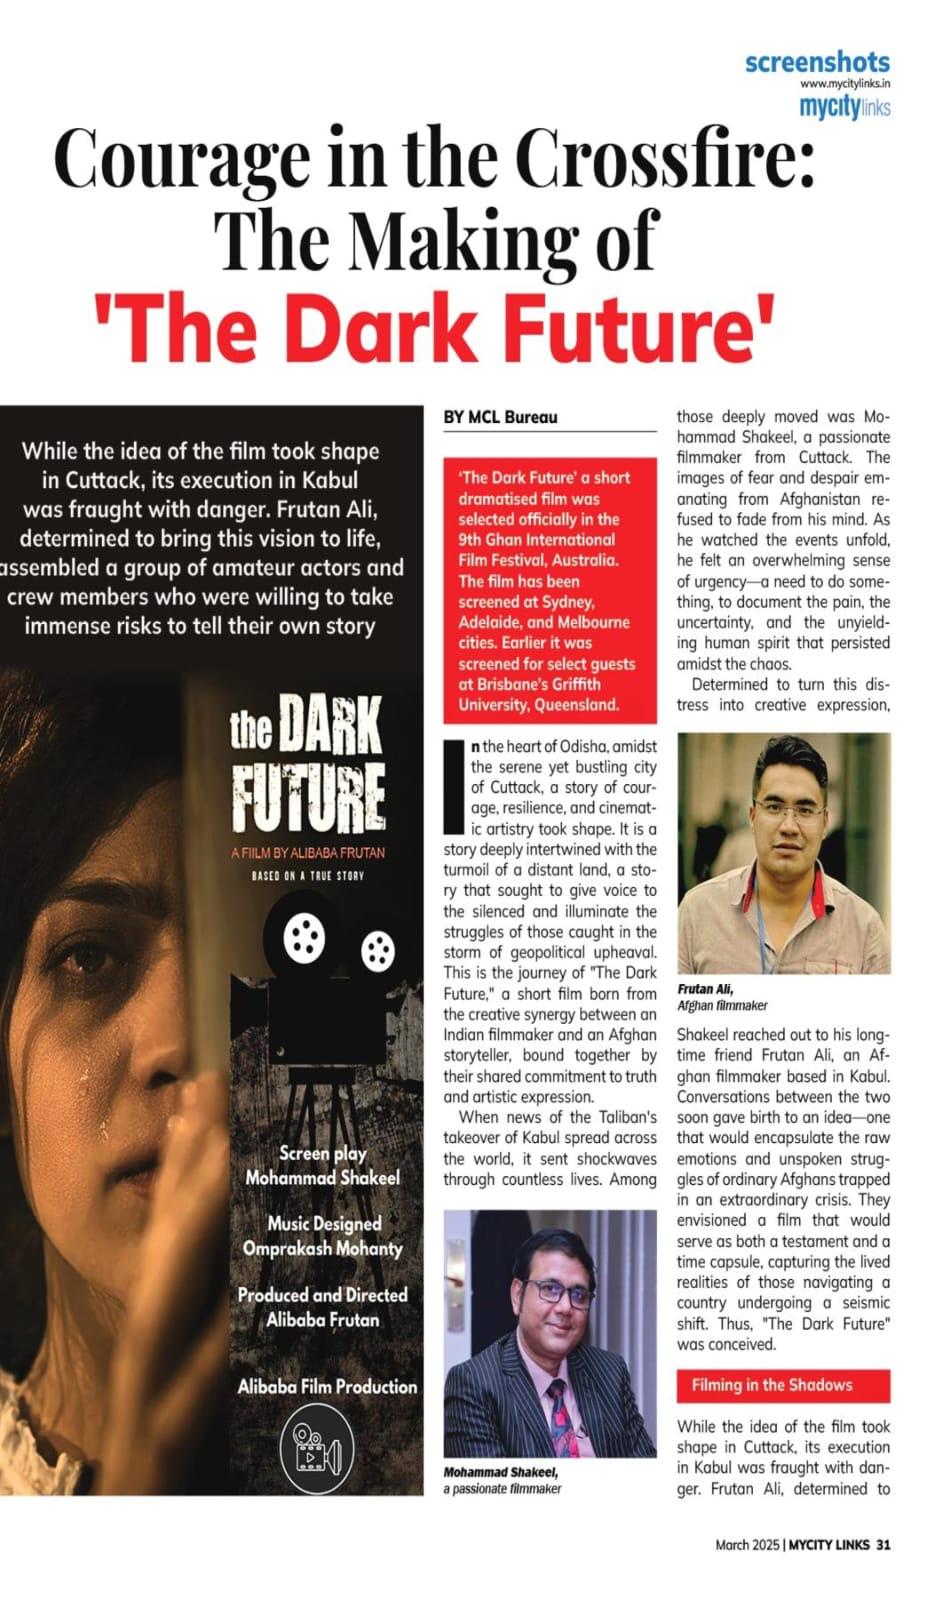 screenshots
www.mycitylinks.in
mycitylinks
Courage in the Crossfire:
The Making of
'The Dark Future'
While the idea of the film took shape
in Cuttack, its execution in Kabul
was fraught with danger. Frutan Ali,
determined to bring this vision to life,
assembled a group of amateur actors and
crew members who were willing to take
immense risks to tell their own story
the DARK
FUTURE
A FIILM BY ALIBABA FRUTAN
BASED ON A TRUE STORY
Screen play
Mohammad Shakeel
Music Designed
Omprakash Mohanty
Produced and Directed
Alibaba Frutan
Alibaba Film Production
BY MCL Bureau
'The Dark Future' a short
dramatised film was
selected officially in the
9th Ghan International
Film Festival, Australia.
The film has been
screened at Sydney,
Adelaide, and Melbourne
cities. Earlier it was
screened for select guests
at Brisbane's Griffith
University, Queensland.
In the heart of Odisha, amidst
the serene yet bustling city
of Cuttack, a story of cour-
age, resilience, and cinemat-
ic artistry took shape. It is a
story deeply intertwined with the
turmoil of a distant land, a sto-
ry that sought to give voice to
the silenced and illuminate the
struggles of those caught in the
storm of geopolitical upheaval.
This is the journey of "The Dark
Future," a short film born from
the creative synergy between an
Indian filmmaker and an Afghan
storyteller, bound together by
their shared commitment to truth
and artistic expression.
When news of the Taliban's
takeover of Kabul spread across
the world, it sent shockwaves
through countless lives. Among
Mohammad Shakeel,
a passionate filmmaker
those deeply moved was Mo-
hammad Shakeel, a passionate
filmmaker from Cuttack. The
images of fear and despair em-
anating from Afghanistan re-
fused to fade from his mind. As
he watched the events unfold,
he felt an overwhelming sense
of urgency—a need to do some-
thing, to document the pain, the
uncertainty, and the unyield-
ing human spirit that persisted
amidst the chaos.
Determined to turn this dis-
tress into creative expression,
Frutan Ali,
Afghan filmmaker
Shakeel reached out to his long-
time friend Frutan Ali, an Af-
ghan filmmaker based in Kabul.
Conversations between the two
soon gave birth to an idea—one
that would encapsulate the raw
emotions and unspoken strug-
gles of ordinary Afghans trapped
in an extraordinary crisis. They
envisioned a film that would
serve as both a testament and a
time capsule, capturing the lived
realities of those navigating a
country undergoing a seismic
shift. Thus, "The Dark Future"
was conceived.
Filming in the Shadows
While the idea of the film took
shape in Cuttack, its execution
in Kabul was fraught with dan-
ger. Frutan Ali, determined to
March 2025 | MYCITY LINKS 31